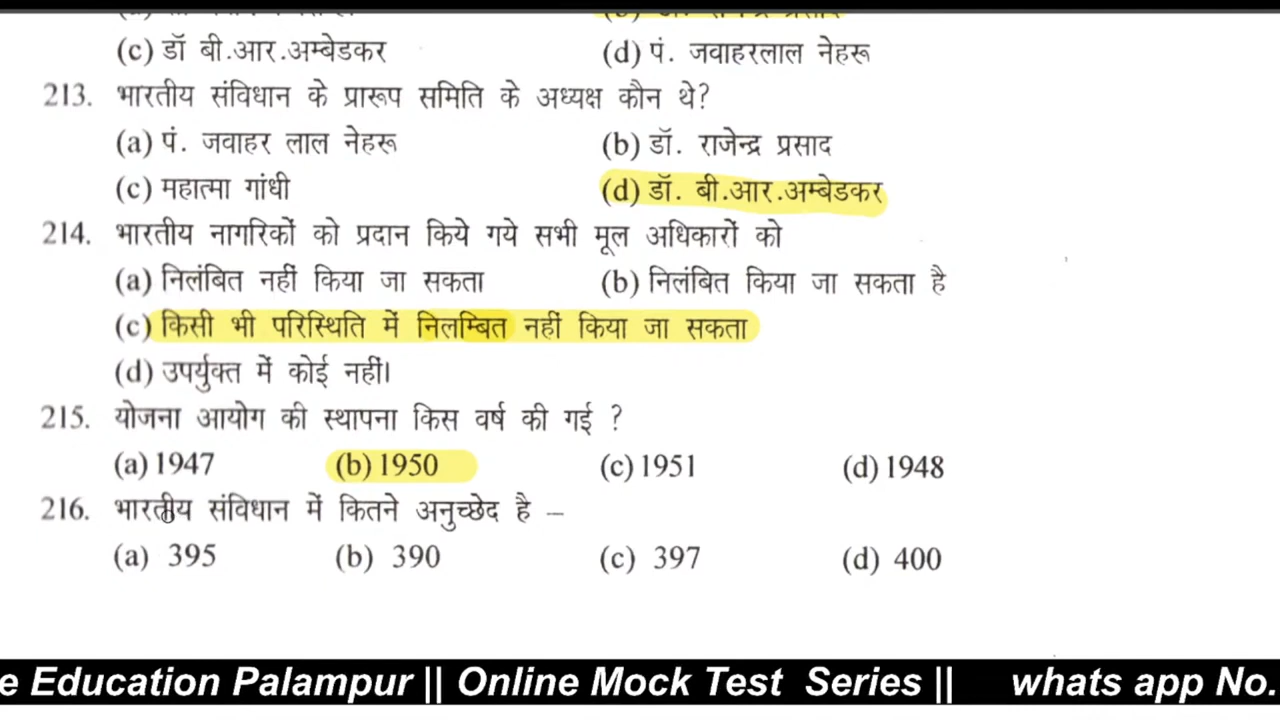 (c) डॉ बी.आर.अम्बेडकर (d) पं. जवाहरलाल नेहरू
213. भारतीय संविधान के प्रारूप समिति के अध्यक्ष कौन थे?
(a) पं. जवाहर लाल नेहरू (b) डॉ. राजेन्द्र प्रसाद
(c) महात्मा गांधी (d) डॉ. बी.आर.अम्बेडकर
214. भारतीय नागरिकों को प्रदान किये गये सभी मूल अधिकारों को
(a) निलंबित नहीं किया जा सकता (b) निलंबित किया जा सकता है
(c) किसी भी परिस्थिति में निलम्बित नहीं किया जा सकता
(d) उपर्युक्त में कोई नहीं।
215. योजना आयोग की स्थापना किस वर्ष की गई ?
(a) 1947 (b) 1950 (c) 1951 (d) 1948
216. भारतीय संविधान में कितने अनुच्छेद है –
(a) 395 (b) 390 (c) 397 (d) 400
e Education Palampur || Online Mock Test Series || whats app No.